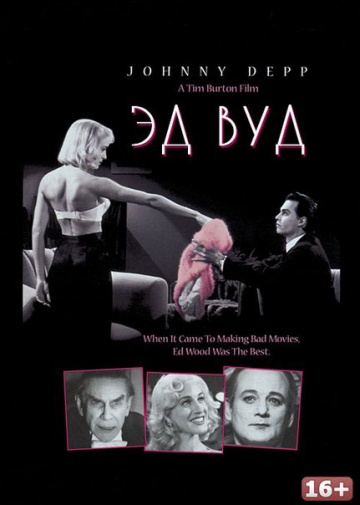 JOHNNY DEPP
A Tim Burton Film
ЭД ВУД
When It Came To Making Bad Movies,
Ed Wood Was The Best.
16+